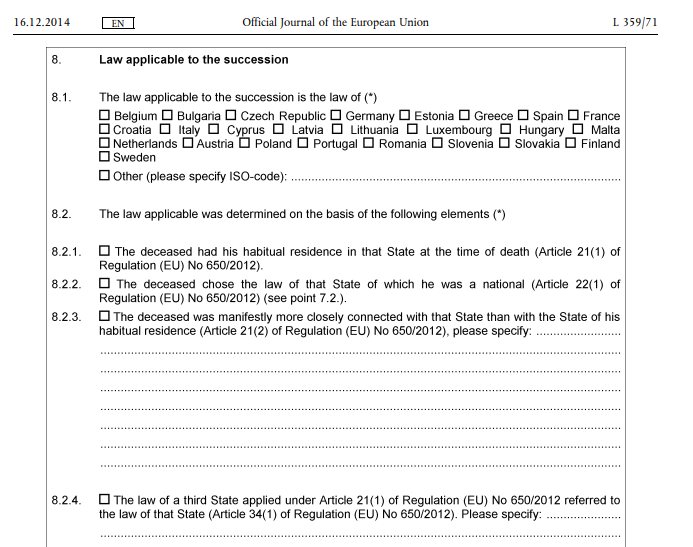 16.12.2014 EN Official Journal of the European Union L 359/71
8. Law applicable to the succession
8.1. The law applicable to the succession is the law of (*)
☐ Belgium ☐ Bulgaria ☐ Czech Republic ☐ Germany ☐ Estonia ☐ Greece ☐ Spain ☐ France
☐ Croatia ☐ Italy ☐ Cyprus ☐ Latvia ☐ Lithuania ☐ Luxembourg ☐ Hungary ☐ Malta
☐ Netherlands ☐ Austria ☐ Poland ☐ Portugal ☐ Romania ☐ Slovenia ☐ Slovakia ☐ Finland
☐ Sweden
☐ Other (please specify ISO-code): ....................................................................................
8.2. The law applicable was determined on the basis of the following elements (*)
8.2.1. ☐ The deceased had his habitual residence in that State at the time of death (Article 21(1) of
Regulation (EU) No 650/2012).
8.2.2. ☐ The deceased chose the law of that State of which he was a national (Article 22(1) of
Regulation (EU) No 650/2012) (see point 7.2.).
8.2.3. ☐ The deceased was manifestly more closely connected with that State than with the State of his
habitual residence (Article 21(2) of Regulation (EU) No 650/2012), please specify: ......................
8.2.4. ☐ The law of a third State applied under Article 21(1) of Regulation (EU) No 650/2012 referred to
the law of that State (Article 34(1) of Regulation (EU) No 650/2012). Please specify: ...................